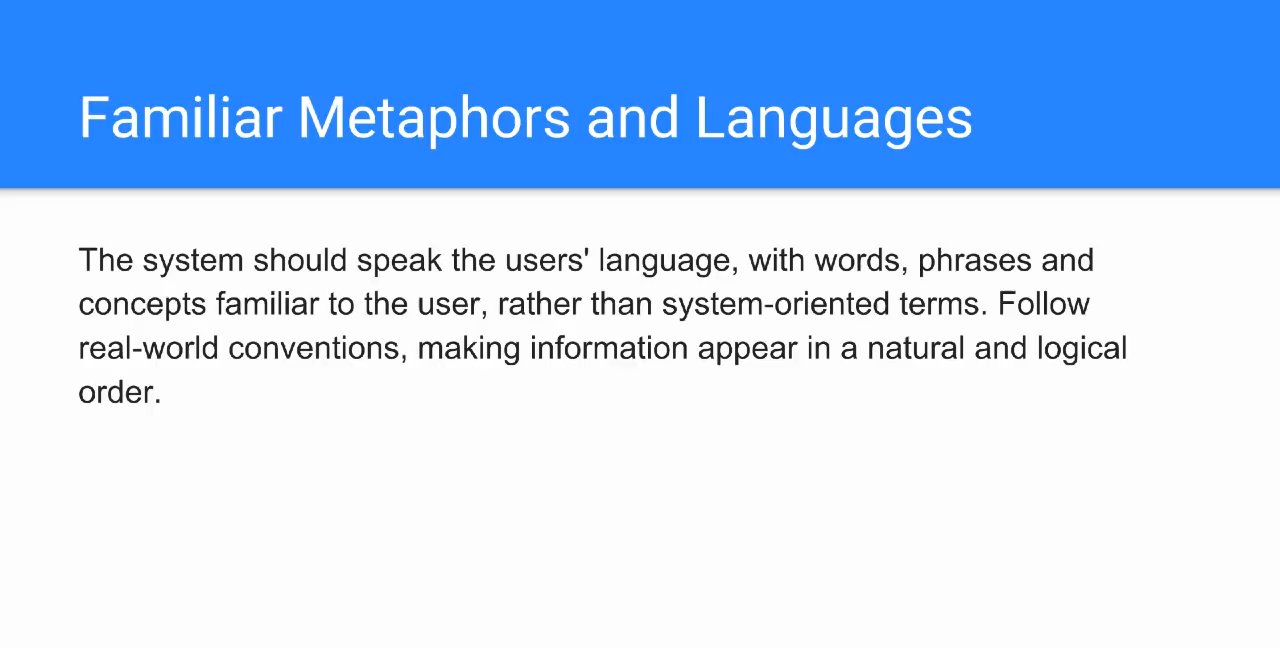 Familiar Metaphors and Languages
The system should speak the users' language, with words, phrases and
concepts familiar to the user, rather than system-oriented terms. Follow
real-world conventions, making information appear in a natural and logical
order.